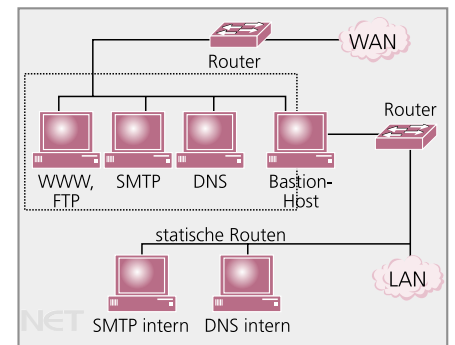 WAN
Router
Router
WWW,
FTP
SMTP
DNS
Bastion-
Host
statische Routen
LAN
NET
SMTP intern
DNS intern